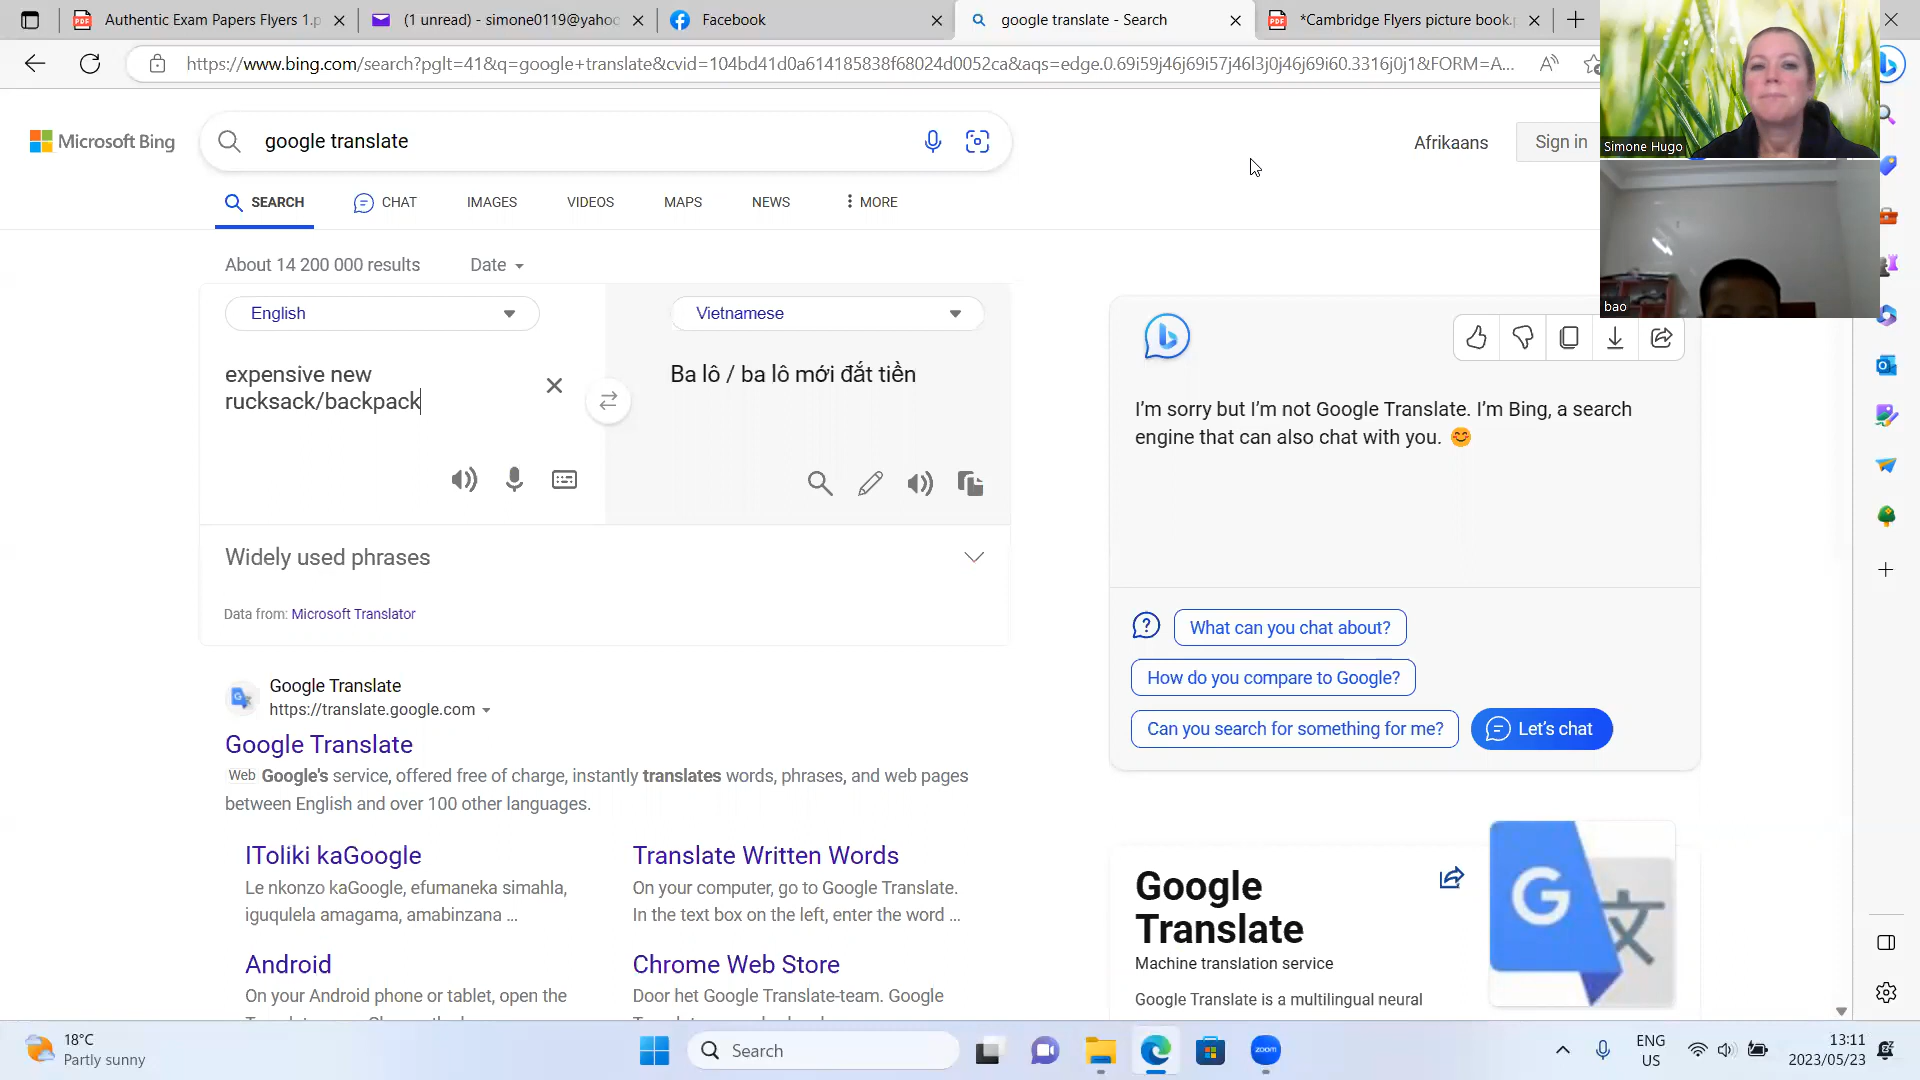 Authentic Exam Papers Flyers 1.p
(1 unread) - simone0119@yahoo
Facebook
google translate - Search
*Cambridge Flyers picture book.p
https://www.bing.com/search?pglt=41&q=google+translate&cvid=104bd41d0a614185838f68024d0052ca&aqs=edge.0.69i59j46j69i57j46l3j0j46j69i60.3316j0j1&FORM=A...
Microsoft Bing
google translate
Afrikaans
Sign in
Simone Hugo
SEARCH
CHAT
IMAGES
VIDEOS
MAPS
NEWS
MORE
About 14 200 000 results
Date
bao
English
Vietnamese
expensive new
rucksack/backpack
Ba lô / ba lô mới đắt tiền
I'm sorry but I'm not Google Translate. I'm Bing, a search
engine that can also chat with you. 😊
Widely used phrases
Data from: Microsoft Translator
What can you chat about?
How do you compare to Google?
Can you search for something for me?
Let's chat
Google Translate
https://translate.google.com
Google Translate
Web Google's service, offered free of charge, instantly translates words, phrases, and web pages
between English and over 100 other languages.
IToliki kaGoogle
Le nkonzo kaGoogle, efumaneka simahla,
iguqulela amagama, amabinzana ...
Translate Written Words
On your computer, go to Google Translate.
In the text box on the left, enter the word ...
Android
On your Android phone or tablet, open the
Chrome Web Store
Door het Google Translate-team. Google
Google
Translate
Machine translation service
Google Translate is a multilingual neural
G
文
18°C
Partly sunny
Search
zoom
ENG
US
13:11
2023/05/23